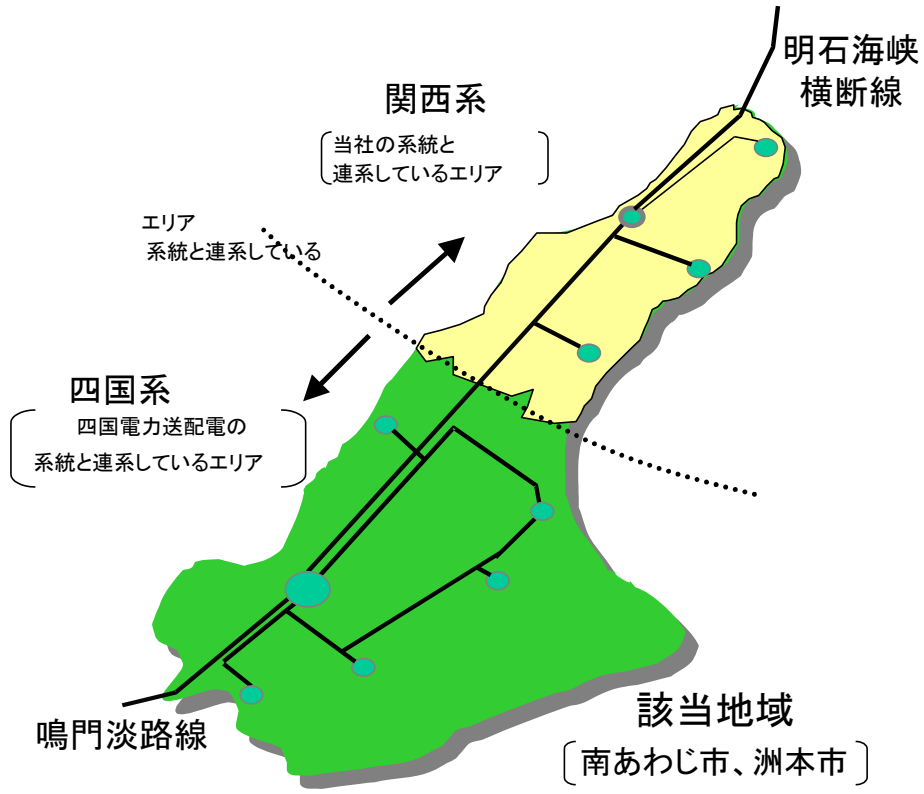 明石海峡
横断線
関西系
当社の系統と
連系しているエリア
エリア
系統と連系している
四国系
四国電力送配電の
系統と連系しているエリア
鳴門淡路線
該当地域
南あわじ市、洲本市